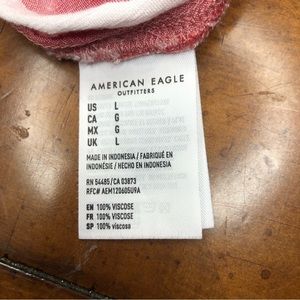 AMERICAN EAGLE
OUTFITTERS
US L
CA G
MX G
UK L
MADE IN INDONESIA / FABRIQUÉ EN
INDONÉSIE / HECHO EN INDONESIA
RN 54485/CA 03873
RFC# AEM120605U9A
EN 100% VISCOSE
FR 100% VISCOSE
SP 100% viscosa